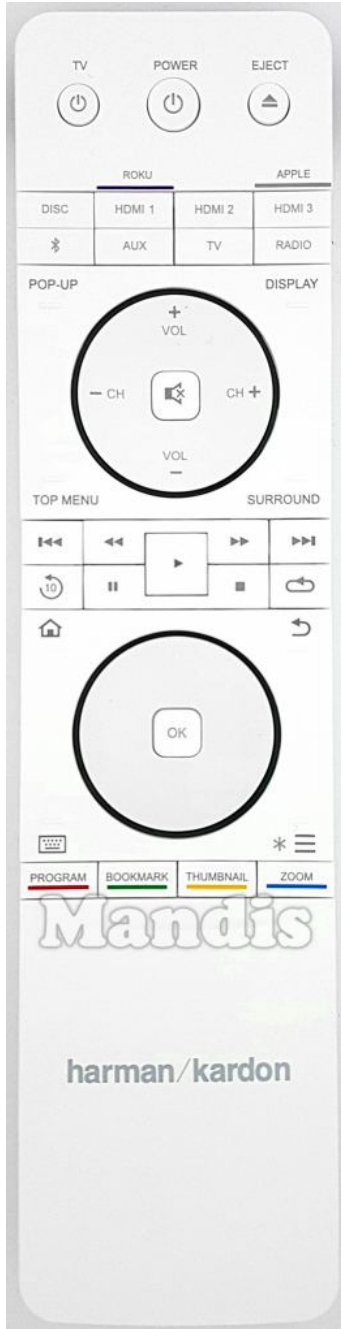 TV POWER EJECT
ROKU APPLE
DISC HDMI 1 HDMI 2 HDMI 3
AUX TV RADIO
POP-UP DISPLAY
+
VOL
− CH CH +
VOL
−
TOP MENU SURROUND
10
OK
PROGRAM BOOKMARK THUMBNAIL ZOOM
Mandis
harman/kardon